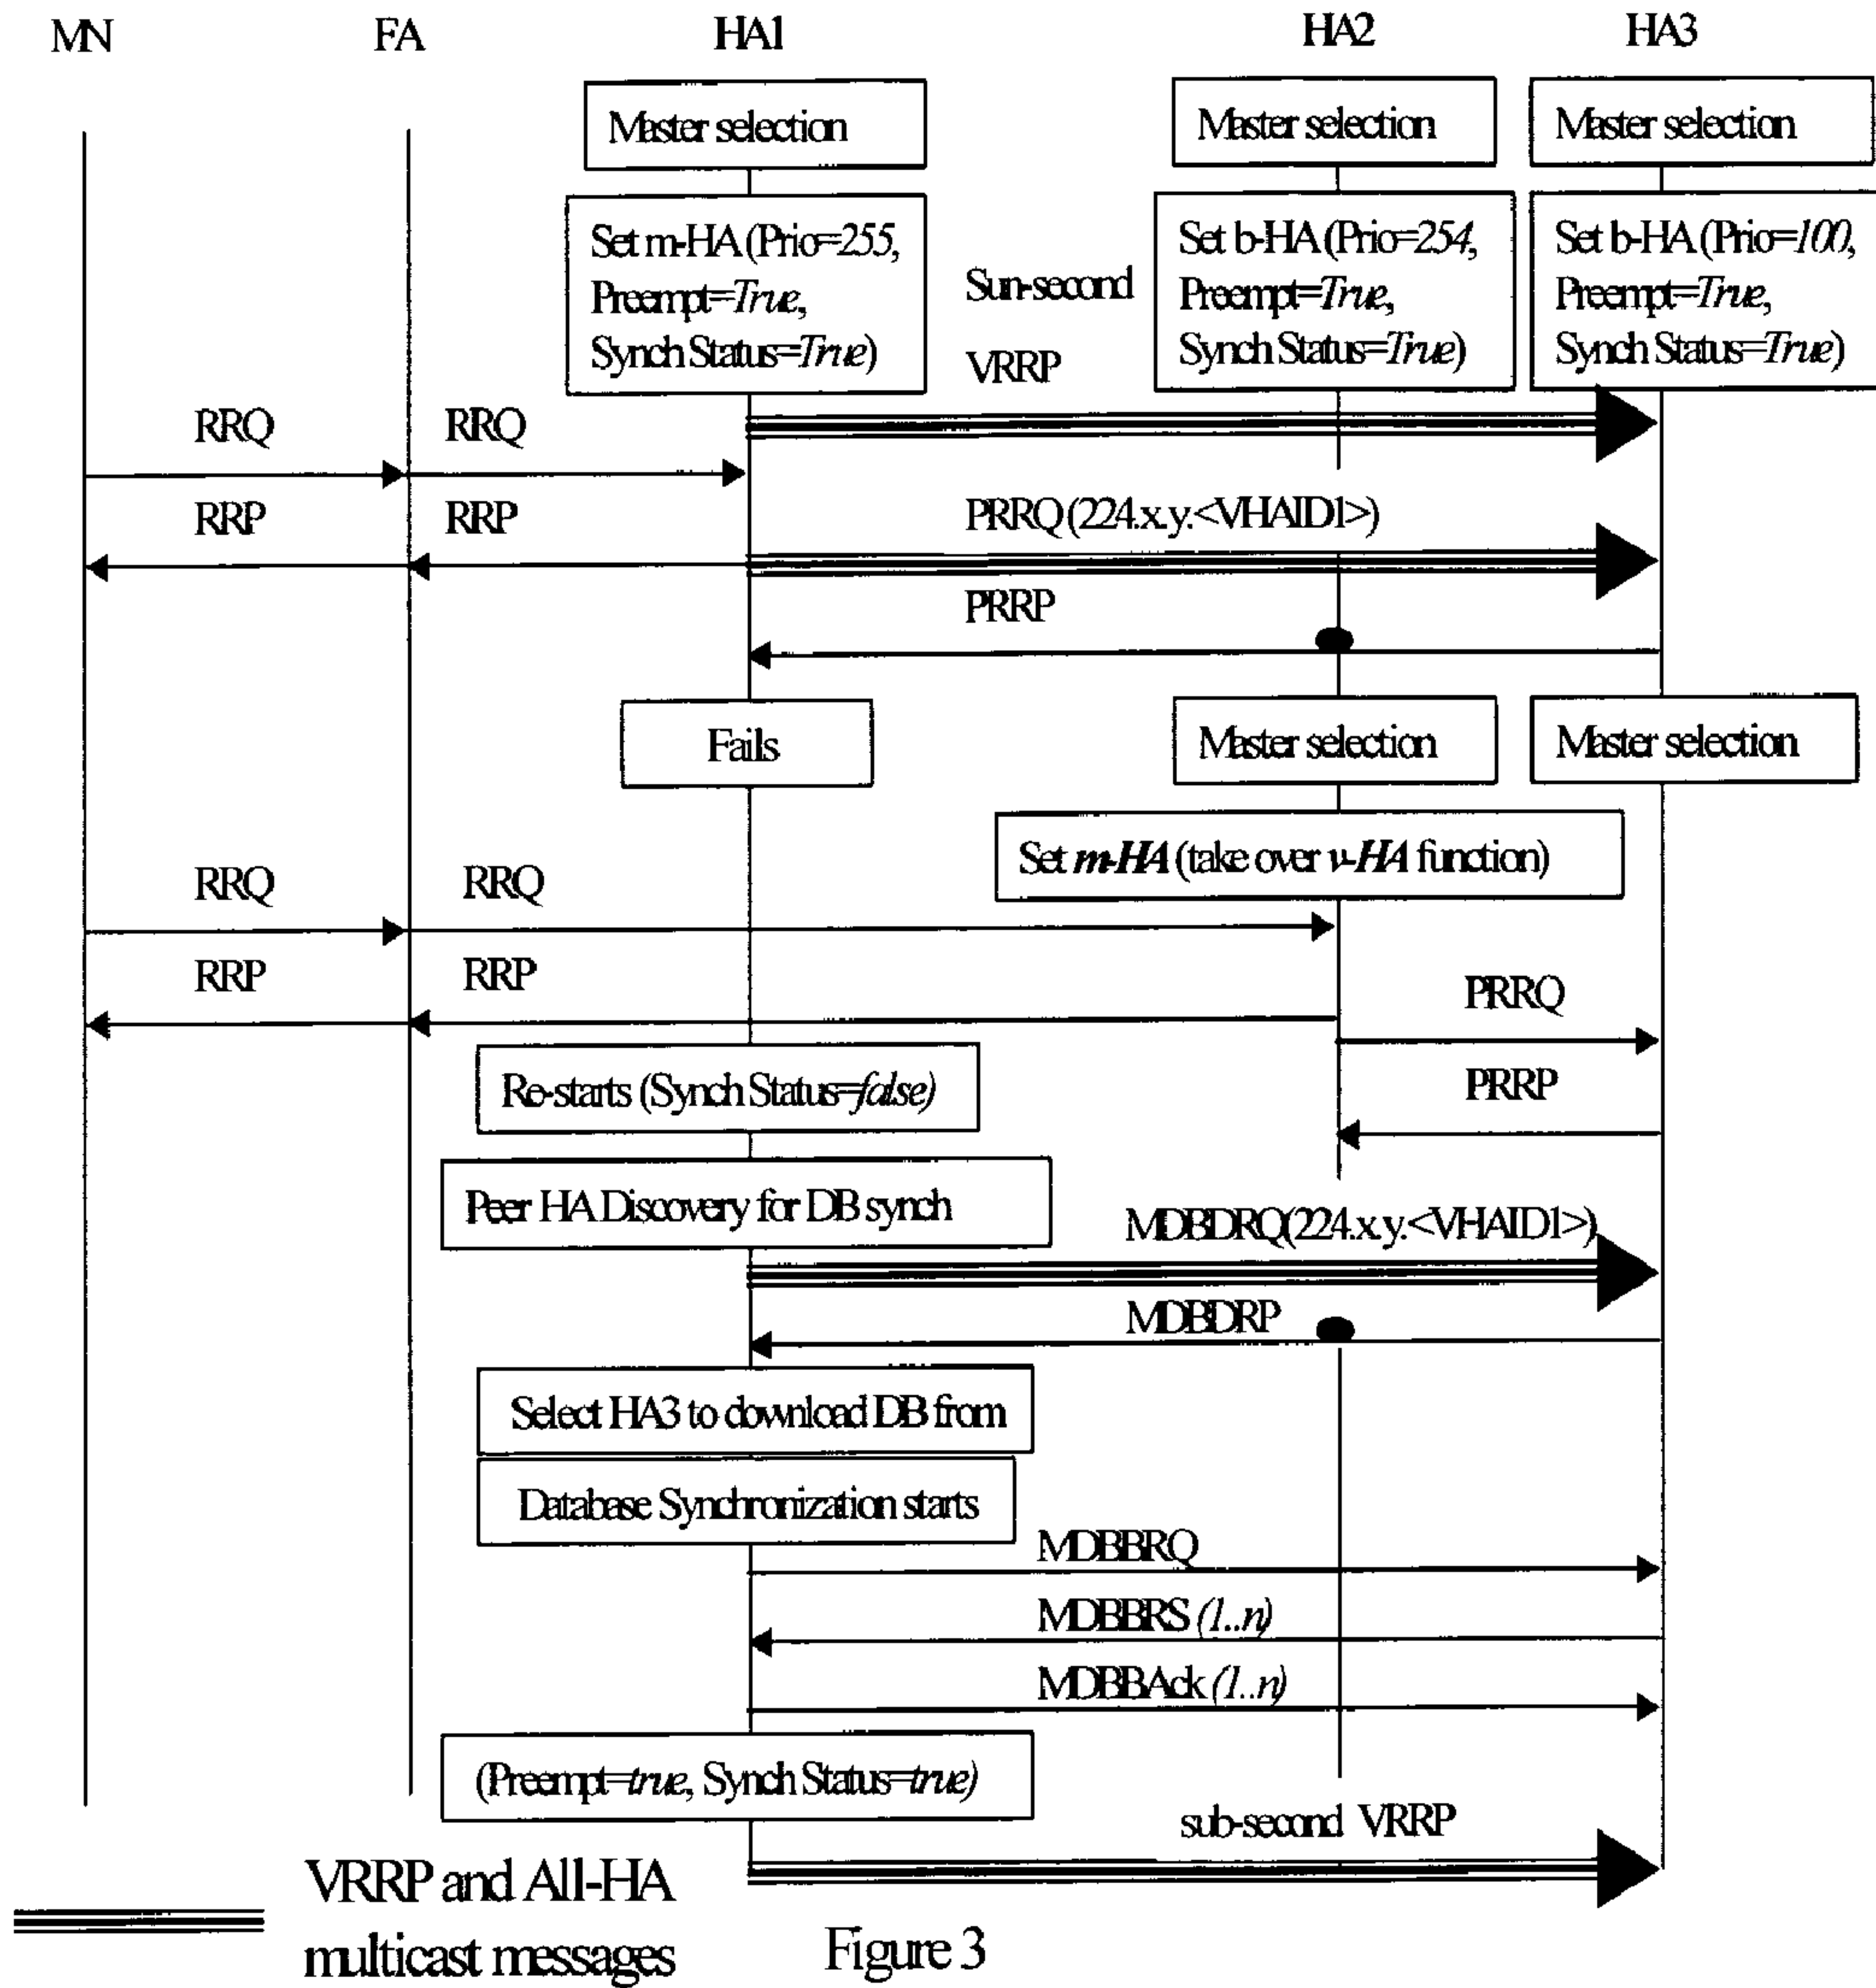 MN FA HA1 HA2 HA3
Master selection
Master selection
Master selection
Set m-HA (Prio=255,
Preempt=True,
Synch Status=True)
Sun-second
VRRP
Set b-HA (Prio=254,
Preempt=True,
Synch Status=True)
Set b-HA (Prio=100,
Preempt=True,
Synch Status=True)
RRQ
RRQ
RRP
RRP
PRRQ (224.x.y.<VHAID1>)
PRRP
Fails
Master selection
Master selection
Set m-HA (take over v-HA function)
RRQ
RRQ
RRP
RRP
PRRQ
Re-starts (Synch Status=false)
PRRP
Peer HA Discovery for DB synch
MDBDRQ(224.x.y.<VHAID1>)
MDBDRP
Select HA3 to download DB from
Database Synchronization starts
MDBBRQ
MDBBRS (1..n)
MDBBAck (1..n)
(Preempt=true, Synch Status=true)
sub-second VRRP
VRRP and All-HA
multicast messages
Figure 3